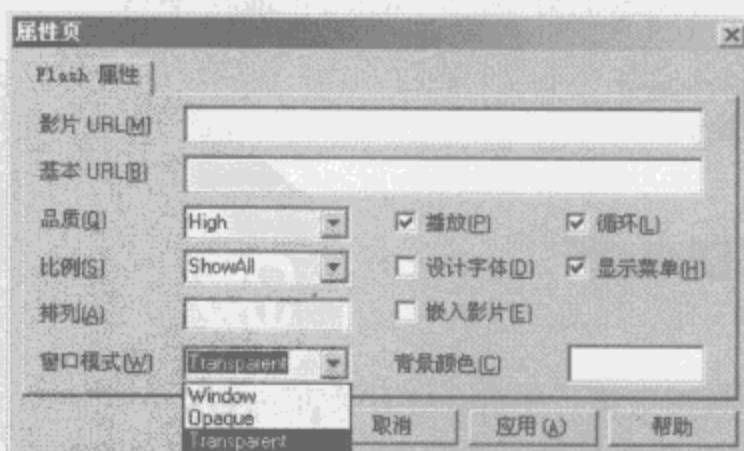 属性页
Flash 属性
影片 URL(M)
基本 URL(B)
品质(Q) High 播放(P) 循环(L)
比例(S) ShowAll 设计字体(D) 显示菜单(H)
排列(A) 嵌入影片(E)
窗口模式(W) Transparent 背景颜色(C)
Window
Opaque
Transparent
取消 应用(A) 帮助